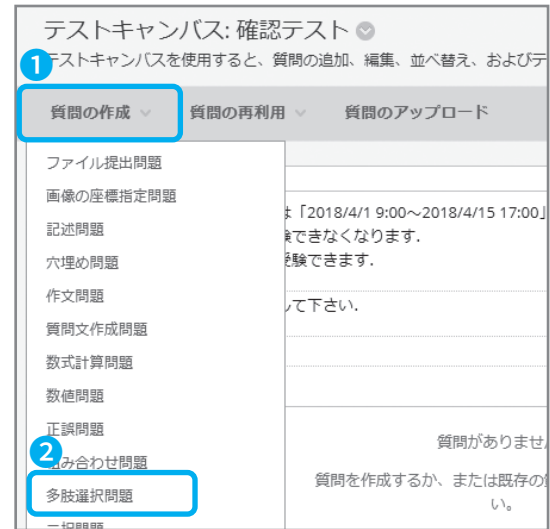 テストキャンバス: 確認テスト
1
テストキャンバスを使用すると、質問の追加、編集、並べ替え、およびテ
質問の作成 質問の再利用 質問のアップロード
ファイル提出問題
画像の座標指定問題
は「2018/4/1 9:00～2018/4/15 17:00」
記述問題
験できなくなります.
穴埋め問題
受験できます.
作文問題
して下さい.
質問文作成問題
数式計算問題
数値問題
正誤問題
質問がありませ
2
み合わせ問題
多肢選択問題
質問を作成するか、または既存の
い。